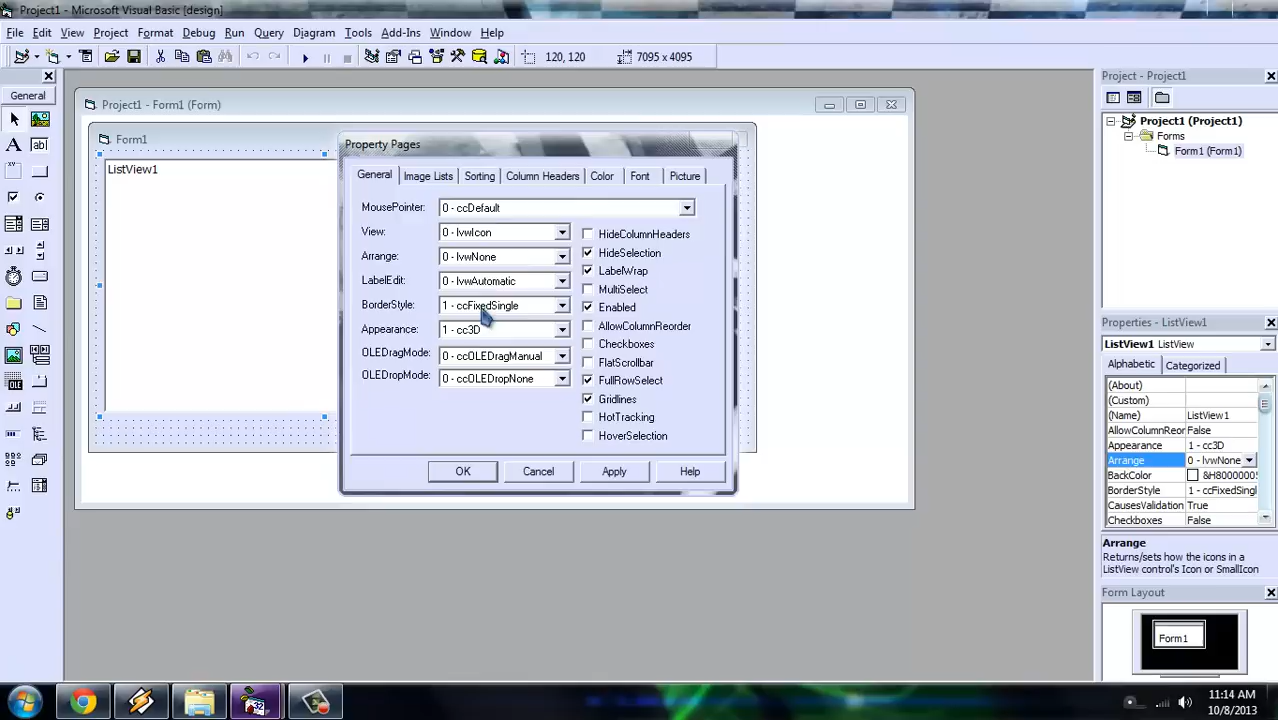 Project1 - Microsoft Visual Basic [design]
File Edit View Project Format Debug Run Query Diagram Tools Add-Ins Window Help
120, 120 7095 x 4095
General
Project1 - Form1 (Form)
Form1
ListView1
Property Pages
General Image Lists Sorting Column Headers Color Font Picture
MousePointer: 0 - ccDefault
View: 0 - lvwIcon
Arrange: 0 - lvwNone
LabelEdit: 0 - lvwAutomatic
BorderStyle: 1 - ccFixedSingle
Appearance: 1 - cc3D
OLEDragMode: 0 - ccOLEDragManual
OLEDropMode: 0 - ccOLEDropNone
HideColumnHeaders
HideSelection
LabelWrap
MultiSelect
Enabled
AllowColumnReorder
Checkboxes
FlatScrollbar
FullRowSelect
Gridlines
HotTracking
HoverSelection
OK Cancel Apply Help
Project - Project1
Project1 (Project1)
Forms
Form1 (Form1)
Properties - ListView1
ListView1 ListView
Alphabetic Categorized
(About)
(Custom)
(Name) ListView1
AllowColumnReor False
Appearance 1 - cc3D
Arrange 0 - lvwNone
BackColor &H80000005
BorderStyle 1 - ccFixedSingl
CausesValidation True
Checkboxes False
Arrange
Returns/sets how the icons in a
ListView control's Icon or SmallIcon
Form Layout
Form1
11:14 AM
10/8/2013